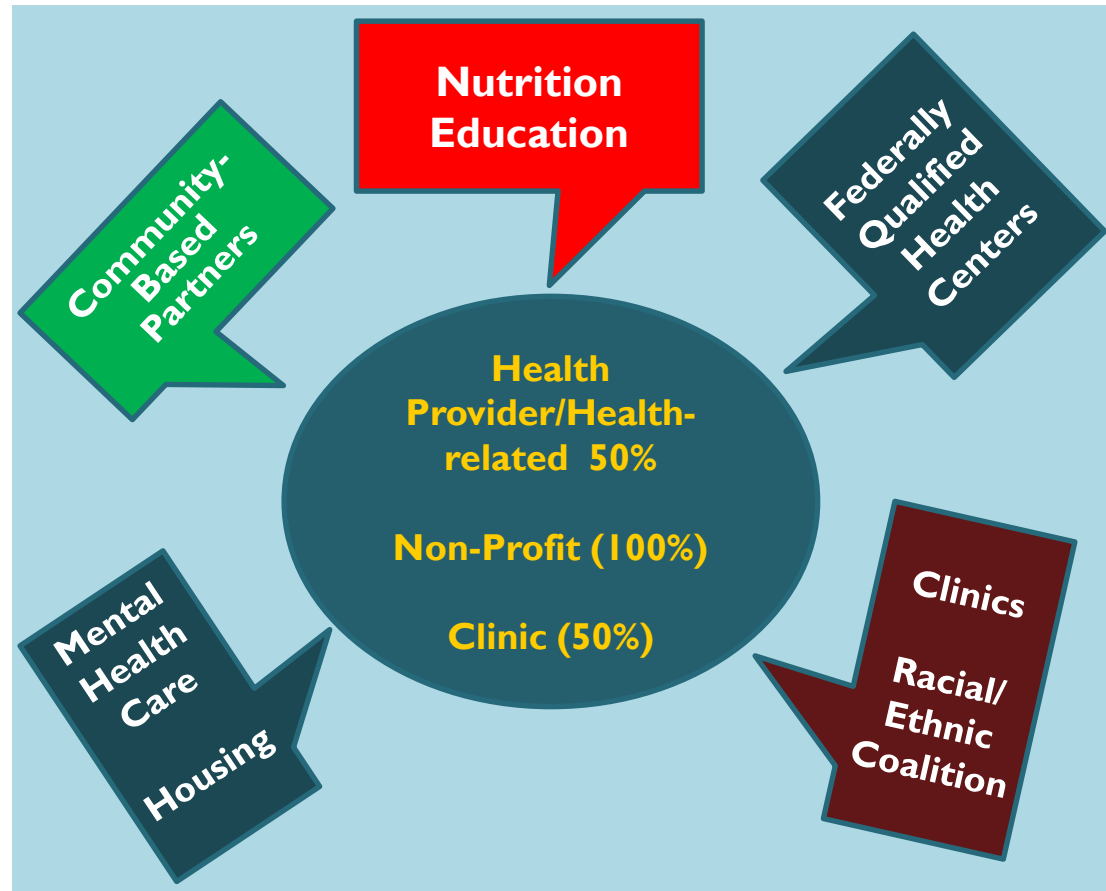 Nutrition
Education
Community-
Based
Partners
Federally
Qualified
Health
Centers
Health
Provider/Health-
related 50%
Non-Profit (100%)
Clinic (50%)
Mental
Health
Care
Housing
Clinics
Racial/
Ethnic
Coalition